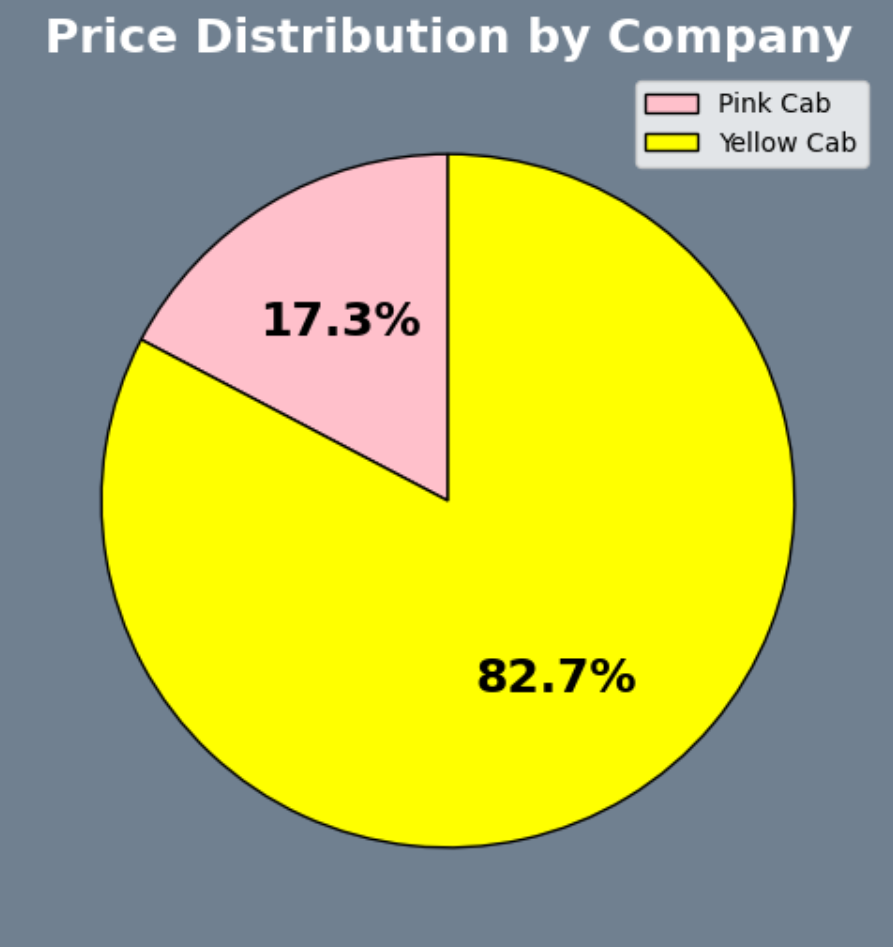 Price Distribution by Company
Pink Cab
Yellow Cab
17.3%
82.7%